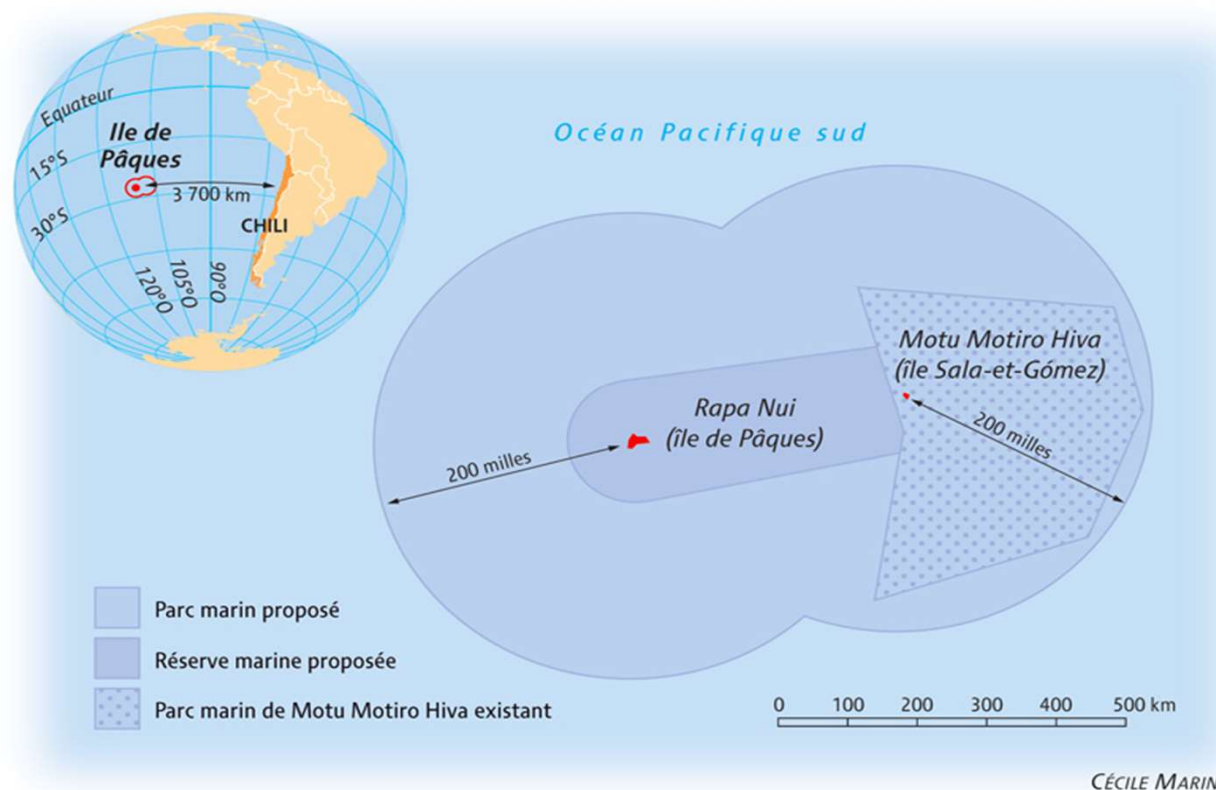 Equateur
15°S
30°S
Ile de
Pâques
3 700 km
CHILI
120°O
105°O
90°O
Océan Pacifique sud
Motu Motiro Hiva
(île Sala-et-Gómez)
200 milles
Rapa Nui
(île de Pâques)
200 milles
Parc marin proposé
Réserve marine proposée
Parc marin de Motu Motiro Hiva existant
0 100 200 300 400 500 km
CÉCILE MARIN